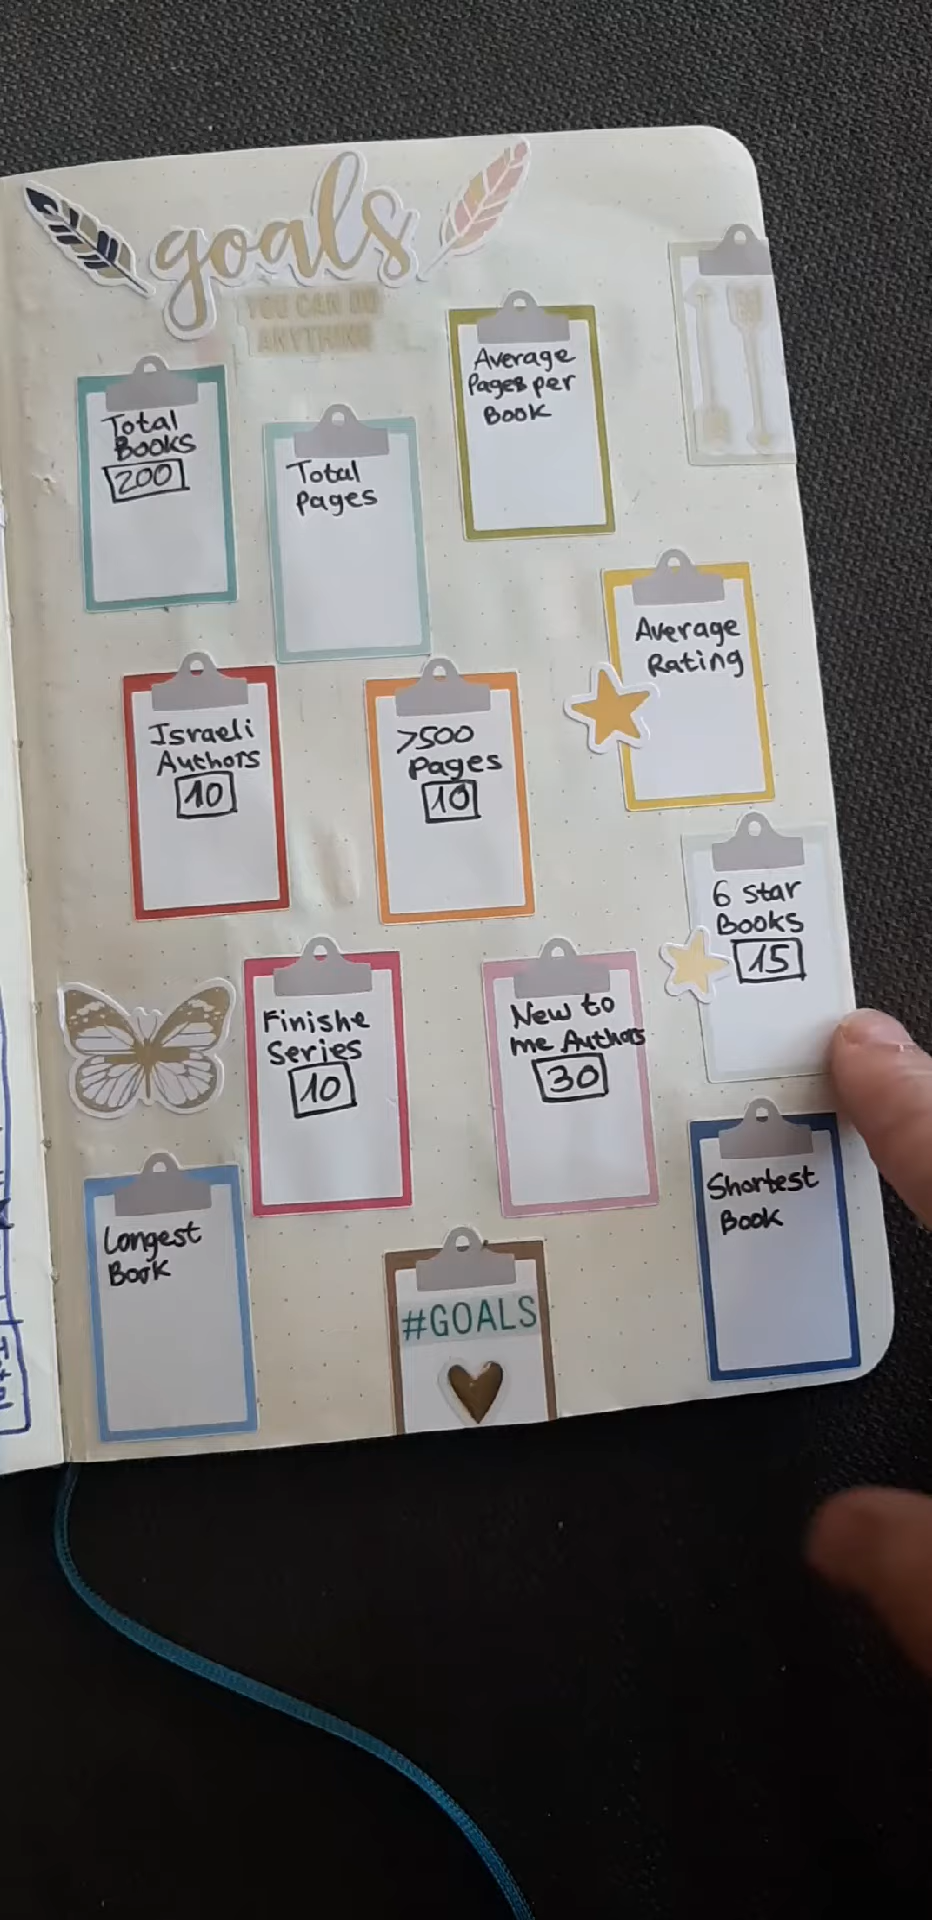 goals
YOU CAN DO
ANYTHING
Average
Pages per
Book
Total
Books
200
Total
Pages
Average
Rating
Israeli
Authors
10
>500
Pages
10
6 star
Books
15
Finishe
Series
10
New to
me Authors
30
Shortest
Book
Longest
Book
#GOALS